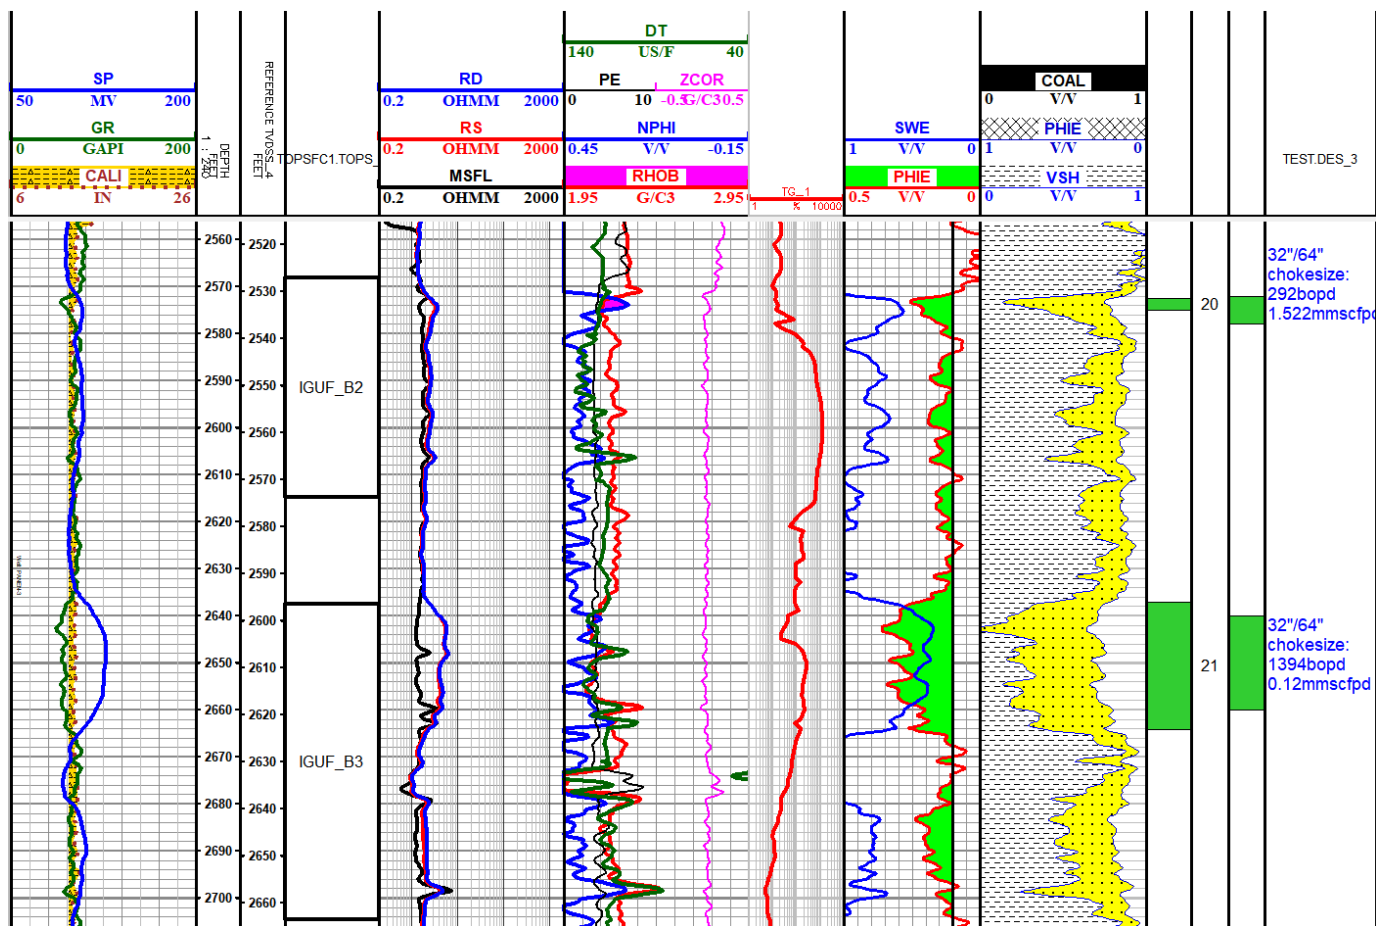 SP
50 MV 200
GR
0 GAPI 200
CALI
6 IN 26
DEPTH
FEET
REFERENCE
FEET
RD
0.2 OHMM 2000
RS
0.2 OHMM 2000
MSFL
0.2 OHMM 2000
DT
140 US/F 40
PE ZCOR
0 10 -0.5 G/C3 0.5
NPHI
0.45 V/V -0.15
RHOB
1.95 G/C3 2.95
TG_1
1 % 10000
SWE
1 V/V 0
PHIE
0.5 V/V 0
COAL
0 V/V 1
PHIE
1 V/V 0
VSH
0 V/V 1
TEST.DES_3
2560
2570
2580
2590
2600
2610
2620
2630
2640
2650
2660
2670
2680
2690
2700
2520
2530
2540
2550
2560
2570
2580
2590
2600
2610
2620
2630
2640
2650
2660
IGUF_B2
IGUF_B3
20
21
32"/64"
chokesize:
292bopd
1.522mmscfpd
32"/64"
chokesize:
1394bopd
0.12mmscfpd